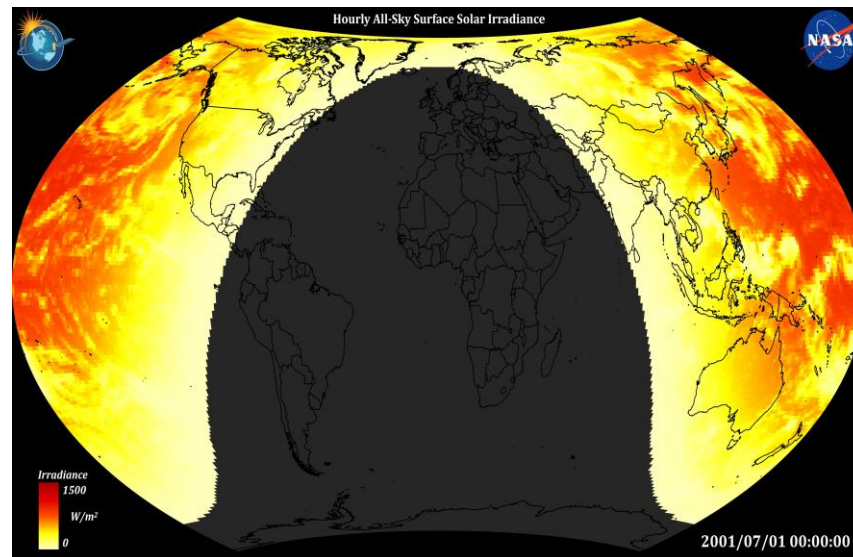 Hourly All-Sky Surface Solar Irradiance
NASA
Irradiance
1500
W/m²
0
2001/07/01 00:00:00